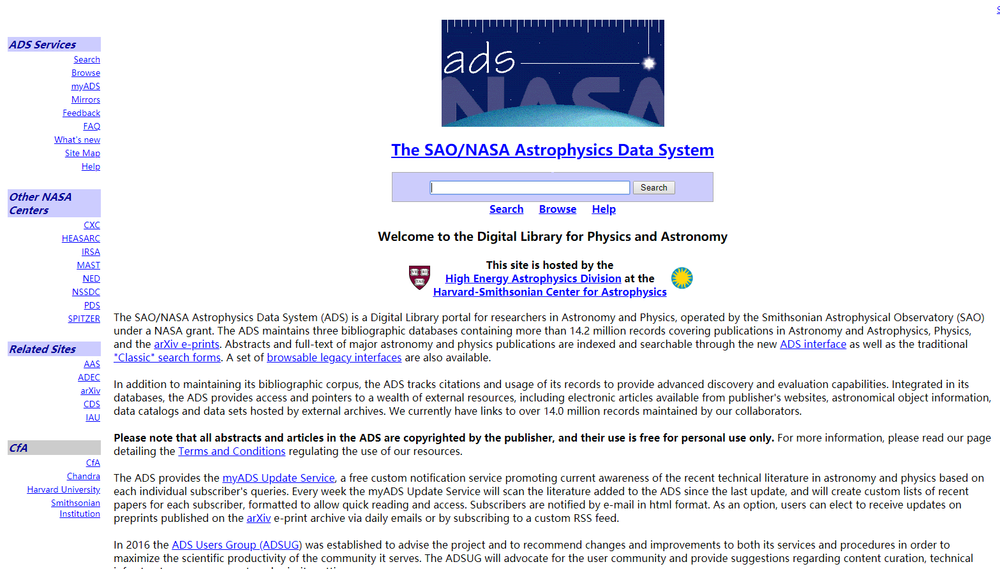 ADS Services
Search
Browse
myADS
Mirrors
Feedback
FAQ
What's new
Site Map
Help
Other NASA
Centers
CXC
HEASARC
IRSA
MAST
NED
NSSDC
PDS
SPITZER
Related Sites
AAS
ADEC
arXiv
CDS
IAU
CfA
CfA
Chandra
Harvard University
Smithsonian
Institution
ads
NASA
The SAO/NASA Astrophysics Data System
Search
Search Browse Help
Welcome to the Digital Library for Physics and Astronomy
VE RI TAS
This site is hosted by the
High Energy Astrophysics Division at the
Harvard-Smithsonian Center for Astrophysics
The SAO/NASA Astrophysics Data System (ADS) is a Digital Library portal for researchers in Astronomy and Physics, operated by the Smithsonian Astrophysical Observatory (SAO)
under a NASA grant. The ADS maintains three bibliographic databases containing more than 14.2 million records covering publications in Astronomy and Astrophysics, Physics,
and the arXiv e-prints. Abstracts and full-text of major astronomy and physics publications are indexed and searchable through the new ADS interface as well as the traditional
"Classic" search forms. A set of browsable legacy interfaces are also available.
In addition to maintaining its bibliographic corpus, the ADS tracks citations and usage of its records to provide advanced discovery and evaluation capabilities. Integrated in its
databases, the ADS provides access and pointers to a wealth of external resources, including electronic articles available from publisher's websites, astronomical object information,
data catalogs and data sets hosted by external archives. We currently have links to over 14.0 million records maintained by our collaborators.
Please note that all abstracts and articles in the ADS are copyrighted by the publisher, and their use is free for personal use only. For more information, please read our page
detailing the Terms and Conditions regulating the use of our resources.
The ADS provides the myADS Update Service, a free custom notification service promoting current awareness of the recent technical literature in astronomy and physics based on
each individual subscriber's queries. Every week the myADS Update Service will scan the literature added to the ADS since the last update, and will create custom lists of recent
papers for each subscriber, formatted to allow quick reading and access. Subscribers are notified by e-mail in html format. As an option, users can elect to receive updates on
preprints published on the arXiv e-print archive via daily emails or by subscribing to a custom RSS feed.
In 2016 the ADS Users Group (ADSUG) was established to advise the project and to recommend changes and improvements to both its services and procedures in order to
maximize the scientific productivity of the community it serves. The ADSUG will advocate for the user community and provide suggestions regarding content curation, technical